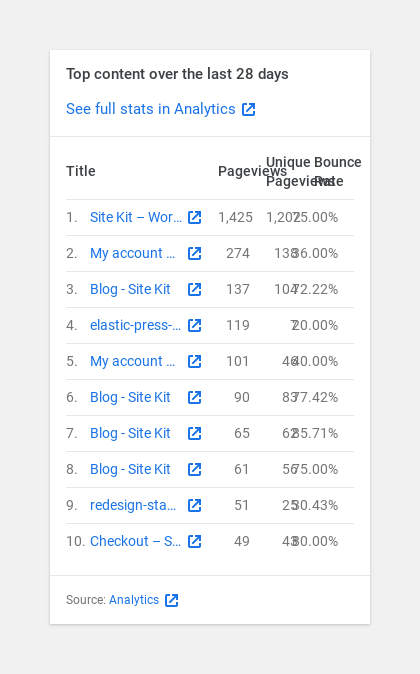 Top content over the last 28 days
See full stats in Analytics
Title Pageviews Unique Pageviews Bounce Rate
1. Site Kit – Wor... 1,425 1,202 75.00%
2. My account ... 274 138 36.00%
3. Blog - Site Kit 137 104 72.22%
4. elastic-press-... 119 7 20.00%
5. My account ... 101 46 40.00%
6. Blog - Site Kit 90 83 77.42%
7. Blog - Site Kit 65 62 85.71%
8. Blog - Site Kit 61 56 75.00%
9. redesign-sta... 51 25 30.43%
10. Checkout – S... 49 43 80.00%
Source: Analytics